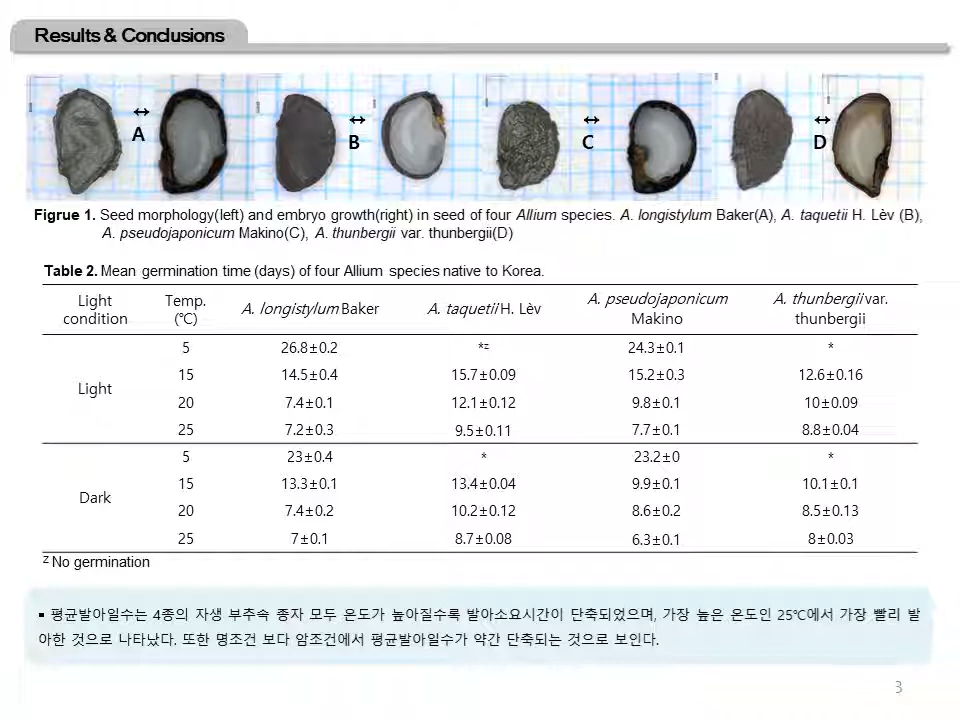 Results & Conclusions
↔ A
↔ B
↔ C
↔ D
Figrue 1. Seed morphology(left) and embryo growth(right) in seed of four Allium species. A. longistylum Baker(A), A. taquetii H. Lèv (B),
A. pseudojaponicum Makino(C), A. thunbergii var. thunbergii(D)
Table 2. Mean germination time (days) of four Allium species native to Korea.
Light condition Temp. (℃) A. longistylum Baker A. taquetii H. Lèv A. pseudojaponicum Makino A. thunbergii var. thunbergii
Light
5 26.8±0.2 *z 24.3±0.1 *
15 14.5±0.4 15.7±0.09 15.2±0.3 12.6±0.16
20 7.4±0.1 12.1±0.12 9.8±0.1 10±0.09
25 7.2±0.3 9.5±0.11 7.7±0.1 8.8±0.04
Dark
5 23±0.4 * 23.2±0 *
15 13.3±0.1 13.4±0.04 9.9±0.1 10.1±0.1
20 7.4±0.2 10.2±0.12 8.6±0.2 8.5±0.13
25 7±0.1 8.7±0.08 6.3±0.1 8±0.03
z No germination
▪ 평균발아일수는 4종의 자생 부추속 종자 모두 온도가 높아질수록 발아소요시간이 단축되었으며, 가장 높은 온도인 25℃에서 가장 빨리 발
아한 것으로 나타났다. 또한 명조건 보다 암조건에서 평균발아일수가 약간 단축되는 것으로 보인다.
3